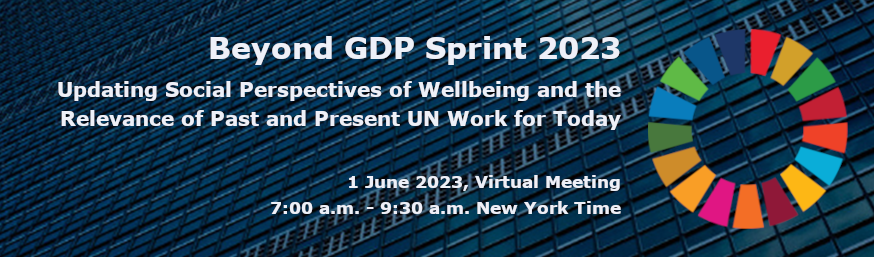 Beyond GDP Sprint 2023
Updating Social Perspectives of Wellbeing and the
Relevance of Past and Present UN Work for Today
1 June 2023, Virtual Meeting
7:00 a.m. - 9:30 a.m. New York Time